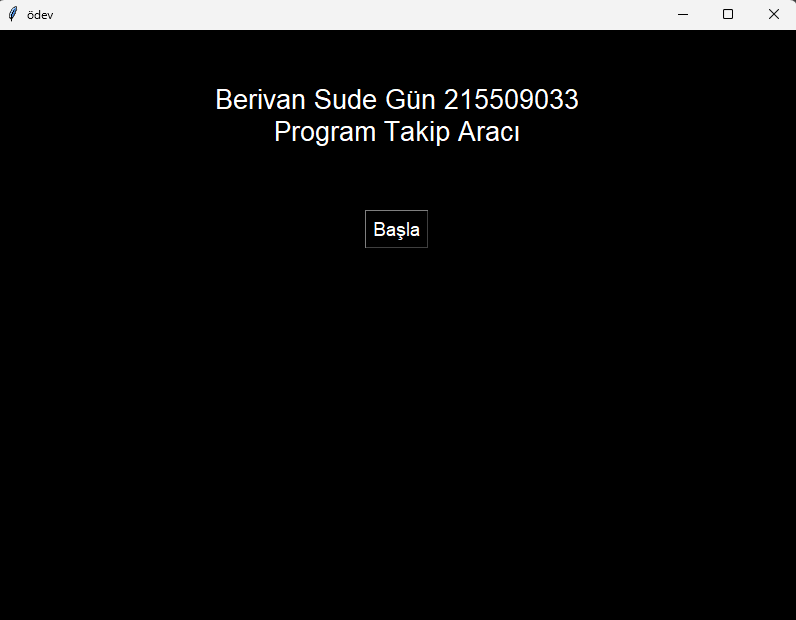 ödev
Berivan Sude Gün 215509033
Program Takip Aracı
Başla